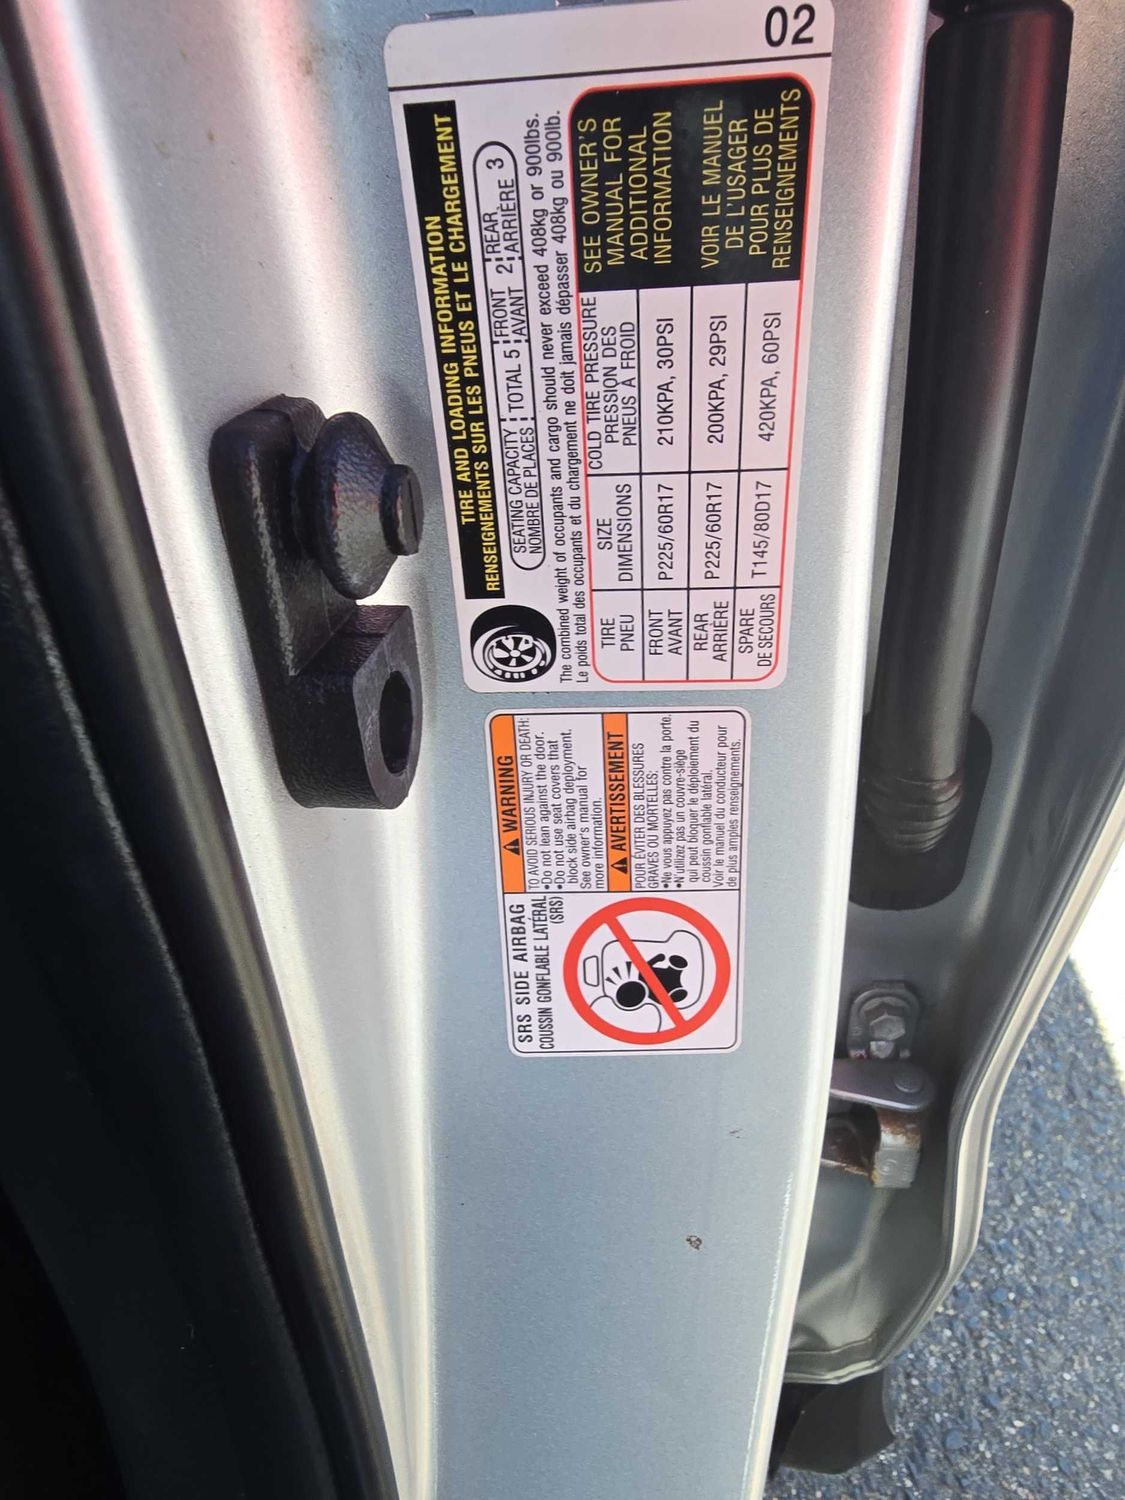 02
TIRE AND LOADING INFORMATION
RENSEIGNEMENTS SUR LES PNEUS ET LE CHARGEMENT
SEATING CAPACITY TOTAL 5 FRONT 2 REAR 3
NOMBRE DE PLACES AVANT ARRIÈRE
The combined weight of occupants and cargo should never exceed 408kg or 900lbs.
Le poids total des occupants et du chargement ne doit jamais dépasser 408kg ou 900lb.
TIRE SIZE COLD TIRE PRESSURE
PNEU DIMENSIONS PRESSION DES
PNEUS À FROID
FRONT P225/60R17 210KPA, 30PSI
AVANT
REAR P225/60R17 200KPA, 29PSI
ARRIÈRE
SPARE T145/80D17 420KPA, 60PSI
DE SECOURS
SEE OWNER'S
MANUAL FOR
ADDITIONAL
INFORMATION
VOIR LE MANUEL
DE L'USAGER
POUR PLUS DE
RENSEIGNEMENTS
SRS SIDE AIRBAG
COUSSIN GONFLABLE LATÉRAL
(SRS)
WARNING
TO AVOID SERIOUS INJURY OR DEATH:
•Do not lean against the door.
•Do not use seat covers that
block side airbag deployment.
See owner's manual for
more information.
AVERTISSEMENT
POUR ÉVITER DES BLESSURES
GRAVES OU MORTELLES:
•Ne vous appuyez pas contre la porte.
•N'utilizez pas un couvre-siège
qui peut bloquer le déploiement du
coussin gonflable latéral.
Voir le manuel du conducteur pour
de plus amples renseignements.